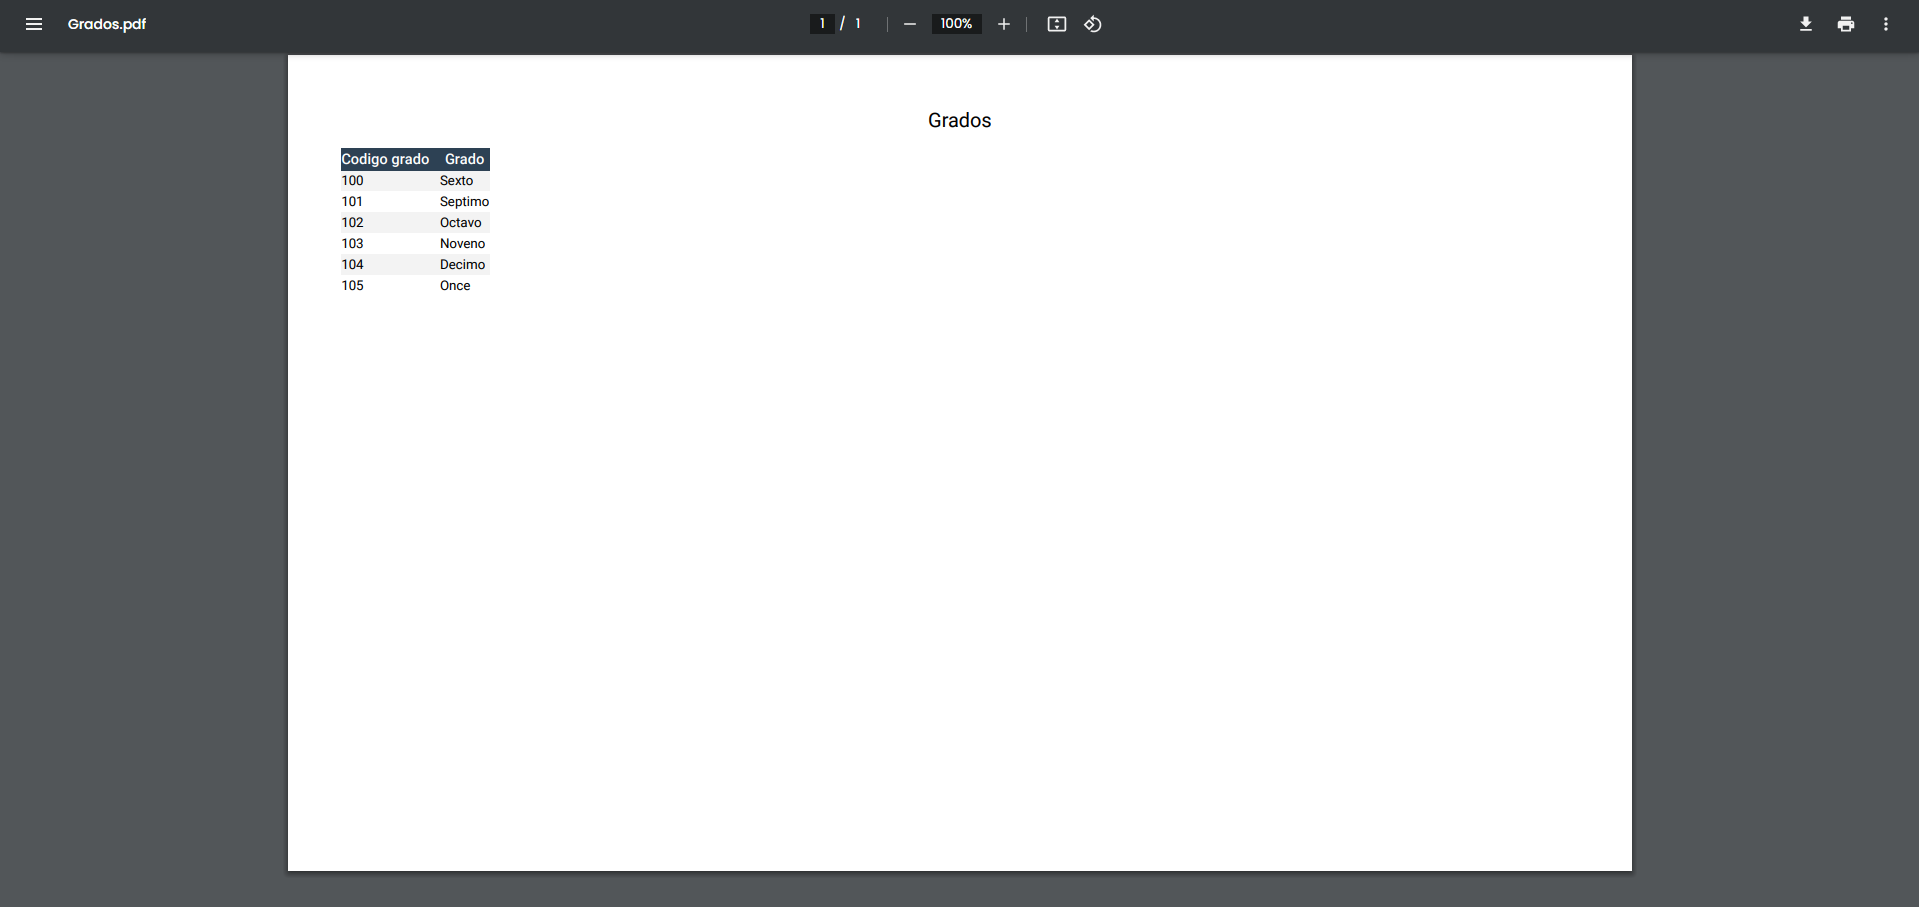 Grados.pdf
1 / 1
100%
Grados
Codigo grado Grado
100 Sexto
101 Septimo
102 Octavo
103 Noveno
104 Decimo
105 Once